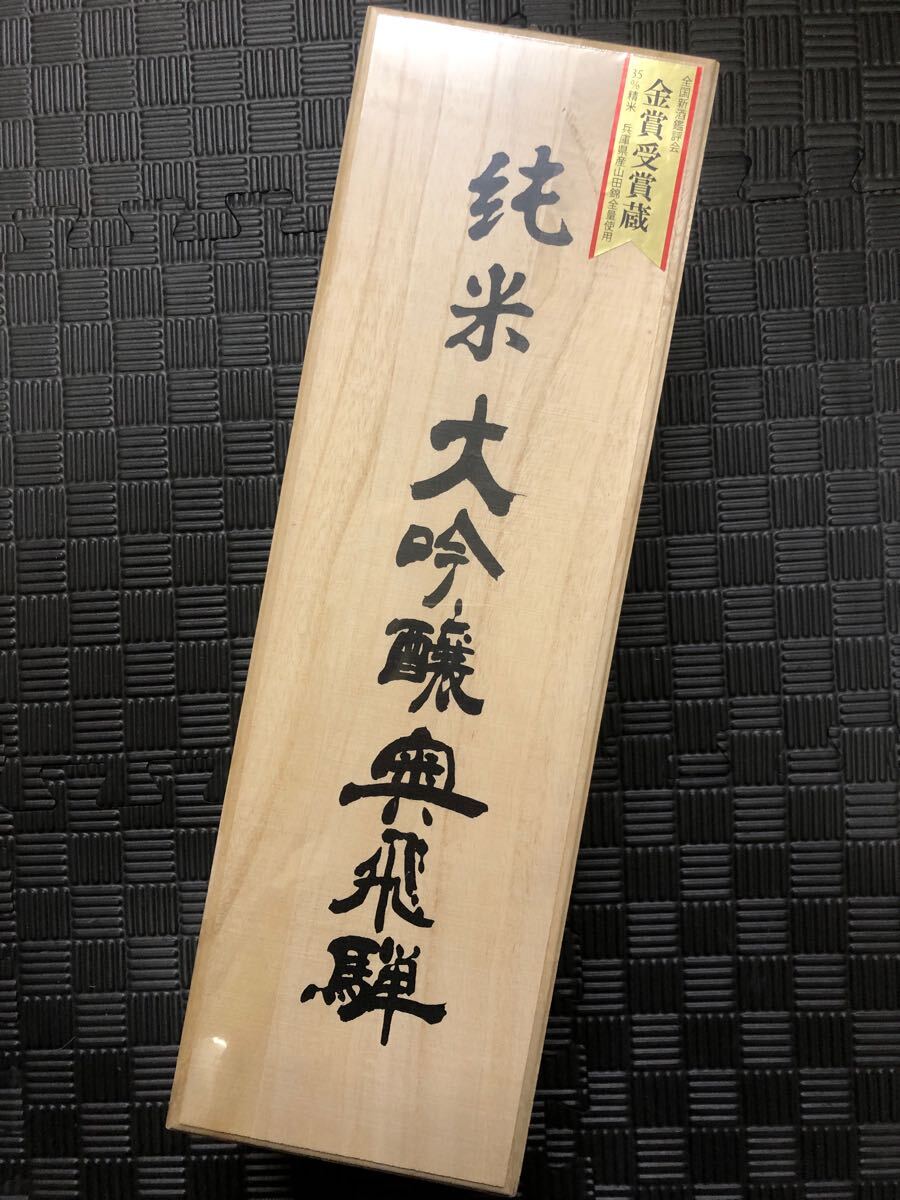 全国新酒鑑評会
金賞受賞蔵
35%精米 兵庫県産山田錦全量使用
純米大吟醸奥飛騨